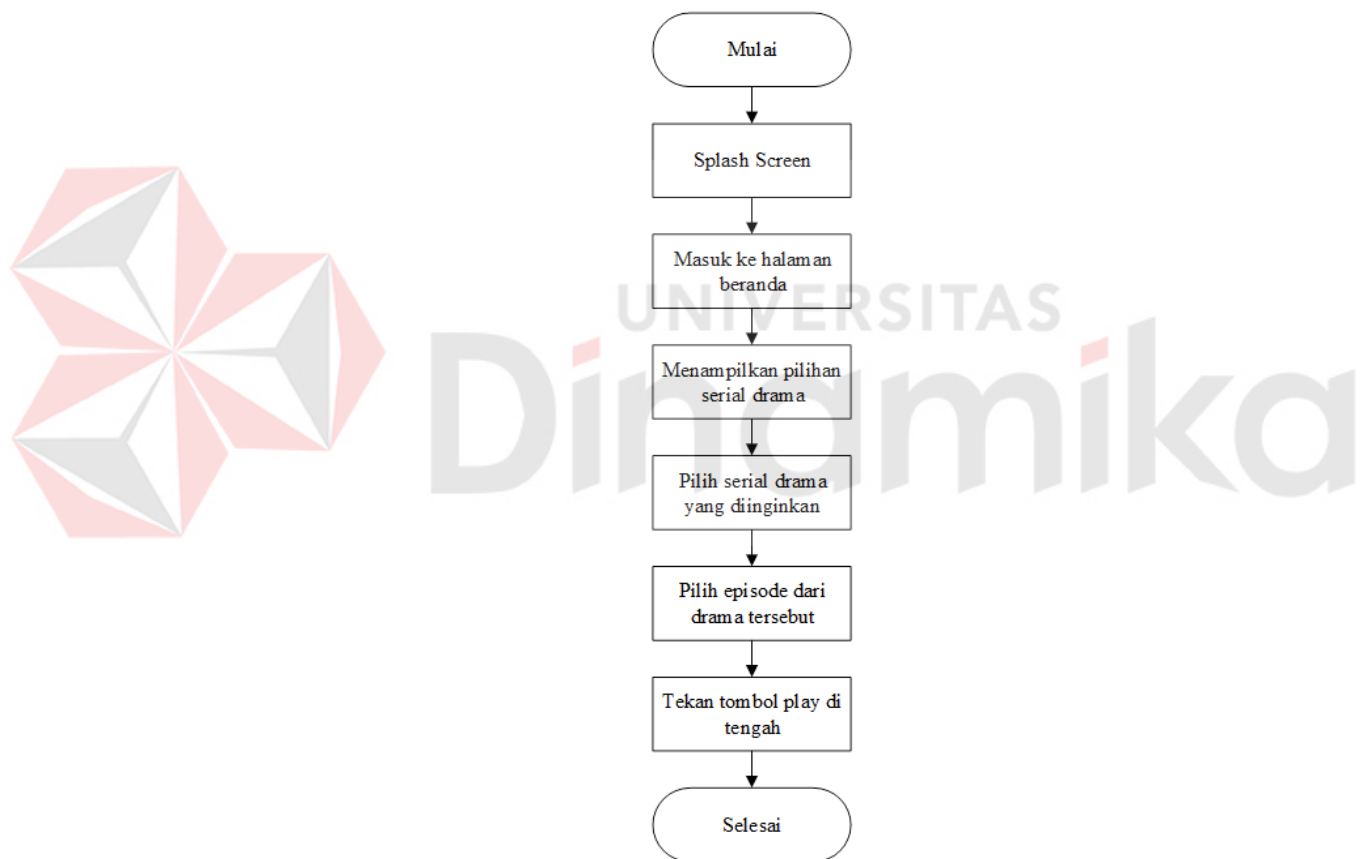 Mulai
Splash Screen
Masuk ke halaman
beranda
UNIVERSITAS
Dinamika
Menampilkan pilihan
serial drama
Pilih serial drama
yang diinginkan
Pilih episode dari
drama tersebut
Tekan tombol play di
tengah
Selesai